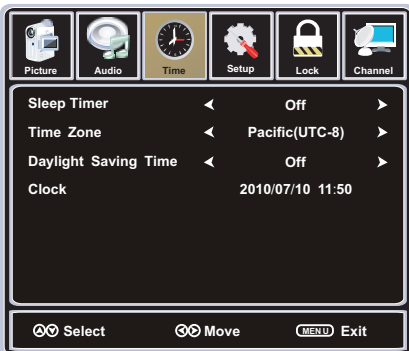 Picture Audio Time Setup Lock Channel
Sleep Timer Off
Time Zone Pacific(UTC-8)
Daylight Saving Time Off
Clock 2010/07/10 11:50
Select Move MENU Exit